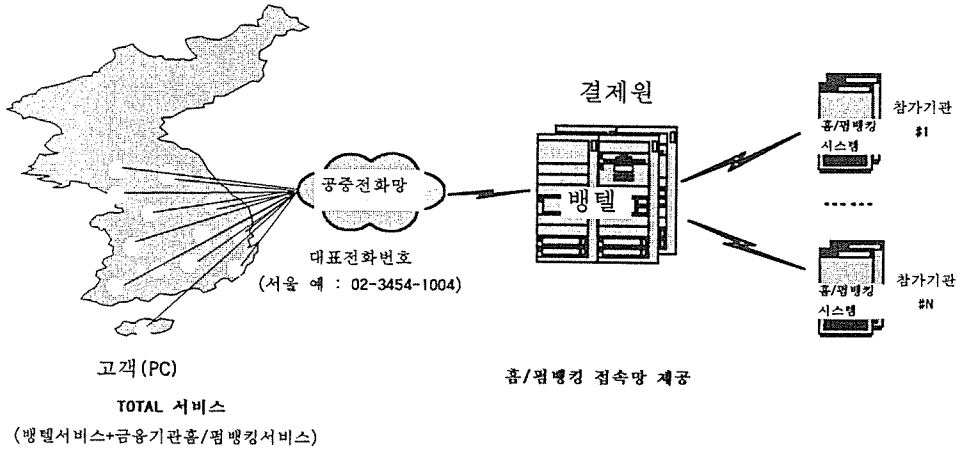 결제원
참가기관
#1
홈/펌뱅킹
시스템
공중전화망
뱅텔
......
대표전화번호
(서울 예 : 02-3454-1004)
참가기관
#N
홈/펌뱅킹
시스템
고객(PC)
홈/펌뱅킹 접속망 제공
TOTAL 서비스
(뱅텔서비스+금융기관홈/펌뱅킹서비스)